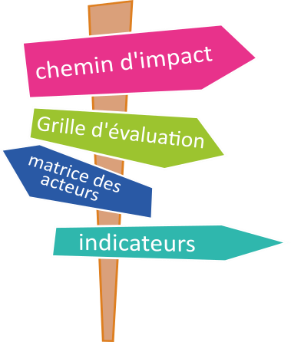 chemin d'impact
Grille d'évaluation
matrice des
acteurs
indicateurs